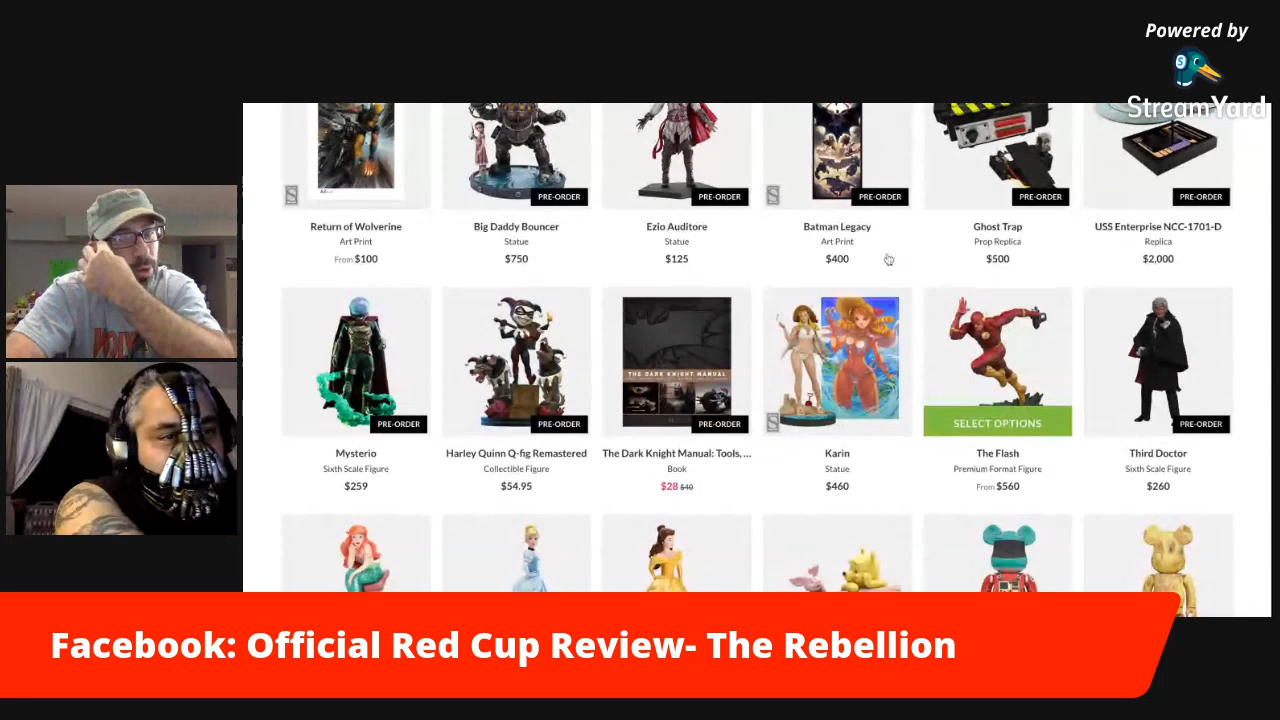 Powered by
StreamYard
PRE-ORDER
PRE-ORDER
PRE-ORDER
PRE-ORDER
PRE-ORDER
Return of Wolverine
Art Print
From $100
Big Daddy Bouncer
Statue
$750
Ezio Auditore
Statue
$125
Batman Legacy
Art Print
$400
Ghost Trap
Prop Replica
$500
USS Enterprise NCC-1701-D
Replica
$2,000
THE DARK KNIGHT MANUAL
PRE-ORDER
PRE-ORDER
PRE-ORDER
SELECT OPTIONS
PRE-ORDER
Mysterio
Sixth Scale Figure
$259
Harley Quinn Q-fig Remastered
Collectible Figure
$54.95
The Dark Knight Manual: Tools, ...
Book
$28 $40
Karin
Statue
$460
The Flash
Premium Format Figure
From $560
Third Doctor
Sixth Scale Figure
$260
Facebook: Official Red Cup Review- The Rebellion